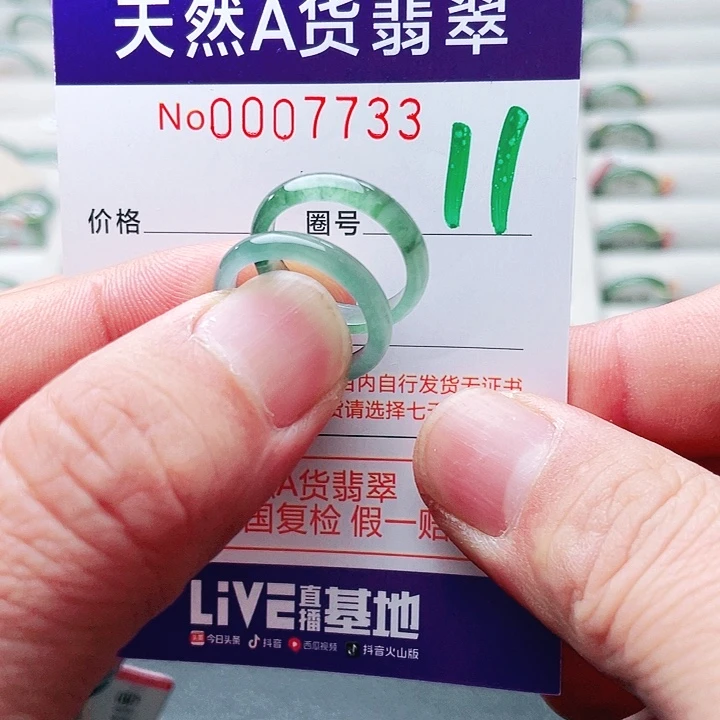 天然A货翡翠
No0007733
11
价格 圈号
日内自行发货无证书
货请选择七
A货翡翠
国复检 假一赔
LiVE直播基地
今日头条 抖音 西瓜视频 抖音火山版